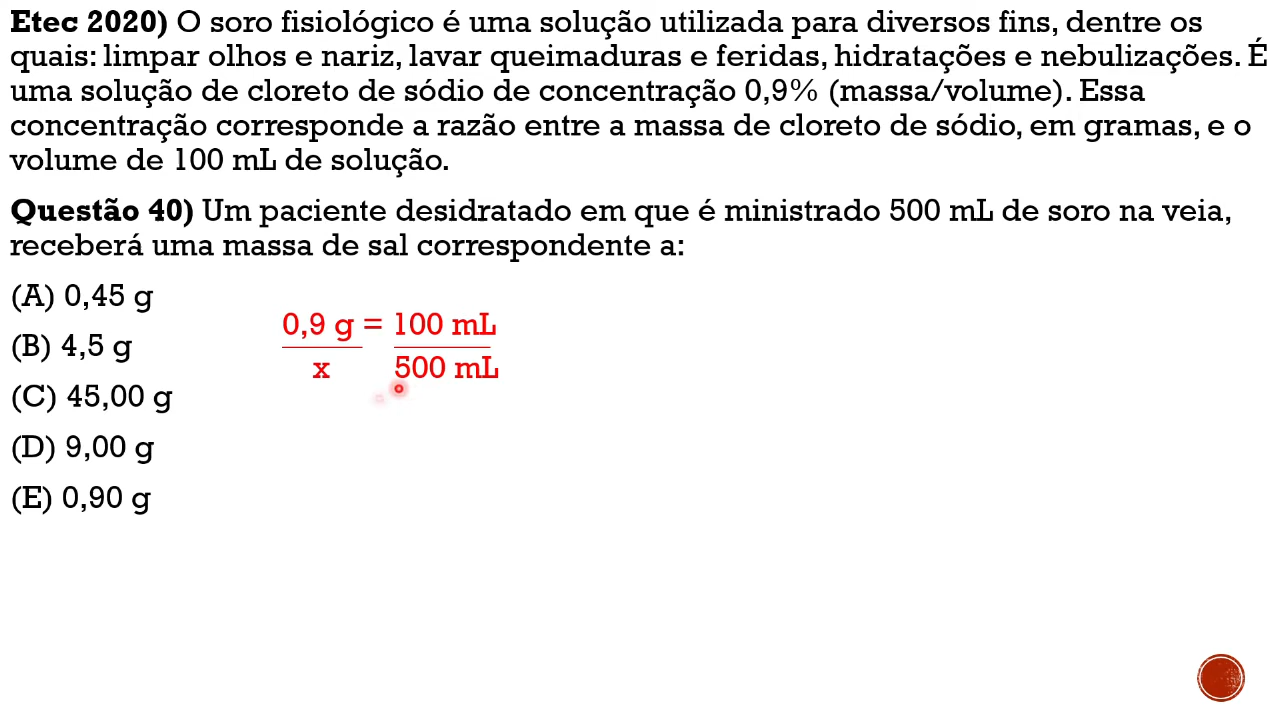 Etec 2020) O soro fisiológico é uma solução utilizada para diversos fins, dentre os
quais: limpar olhos e nariz, lavar queimaduras e feridas, hidratações e nebulizações. É
uma solução de cloreto de sódio de concentração 0,9% (massa/volume). Essa
concentração corresponde a razão entre a massa de cloreto de sódio, em gramas, e o
volume de 100 mL de solução.
Questão 40) Um paciente desidratado em que é ministrado 500 mL de soro na veia,
receberá uma massa de sal correspondente a:
(A) 0,45 g
(B) 4,5 g
(C) 45,00 g
(D) 9,00 g
(E) 0,90 g
0,9 g = 100 mL
x 500 mL